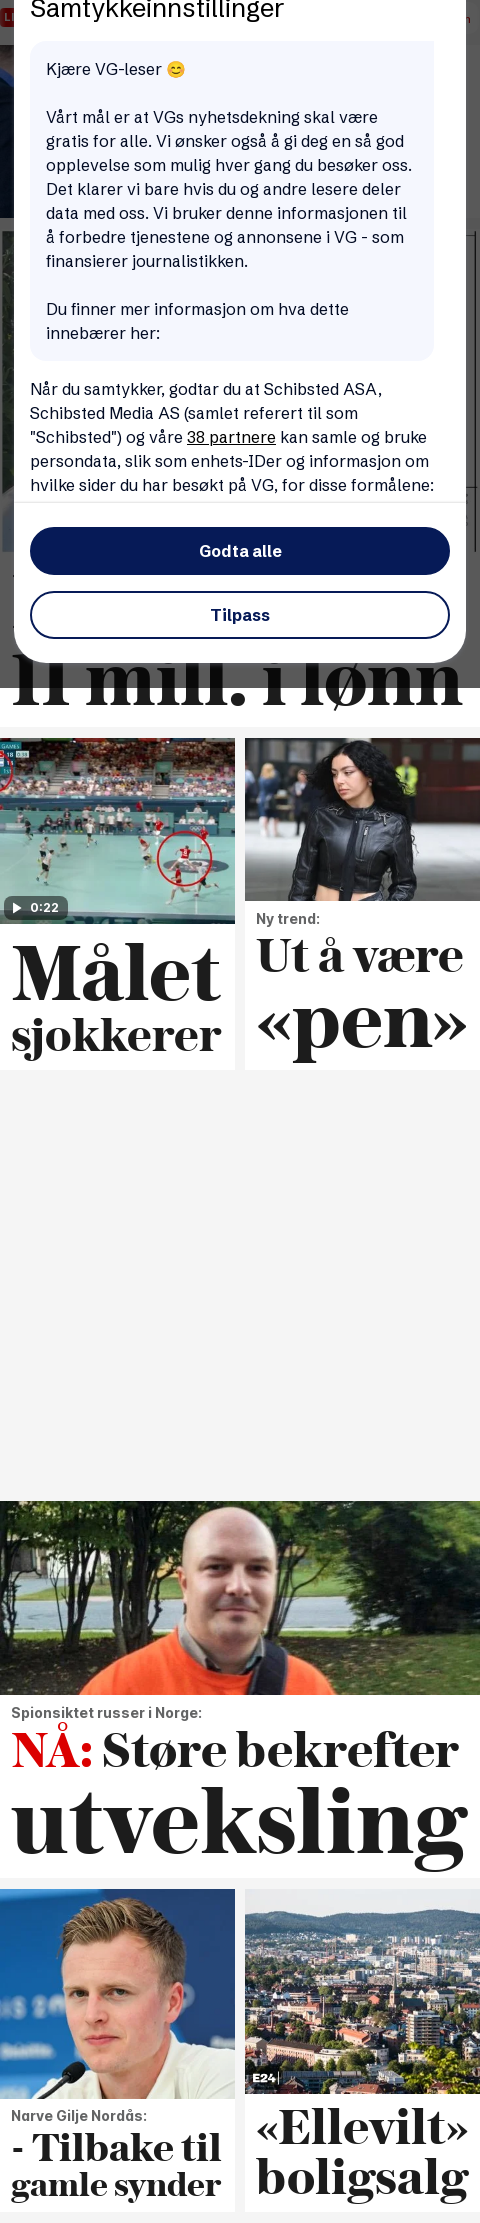 Samtykkeinnstillinger
Kjære VG-leser 😊
Vårt mål er at VGs nyhetsdekning skal være
gratis for alle. Vi ønsker også å gi deg en så god
opplevelse som mulig hver gang du besøker oss.
Det klarer vi bare hvis du og andre lesere deler
data med oss. Vi bruker denne informasjonen til
å forbedre tjenestene og annonsene i VG - som
finansierer journalistikken.
Du finner mer informasjon om hva dette
innebærer her:
Når du samtykker, godtar du at Schibsted ASA,
Schibsted Media AS (samlet referert til som
"Schibsted") og våre 38 partnere kan samle og bruke
persondata, slik som enhets-IDer og informasjon om
hvilke sider du har besøkt på VG, for disse formålene:
Godta alle
Tilpass
11 mill. i lønn
0:22
Målet
sjokkerer
Ny trend:
Ut å være
«pen»
Spionsiktet russer i Norge:
NÅ: Støre bekrefter
utveksling
Narve Gilje Nordås:
- Tilbake til
gamle synder
E24
«Ellevilt»
boligsalg